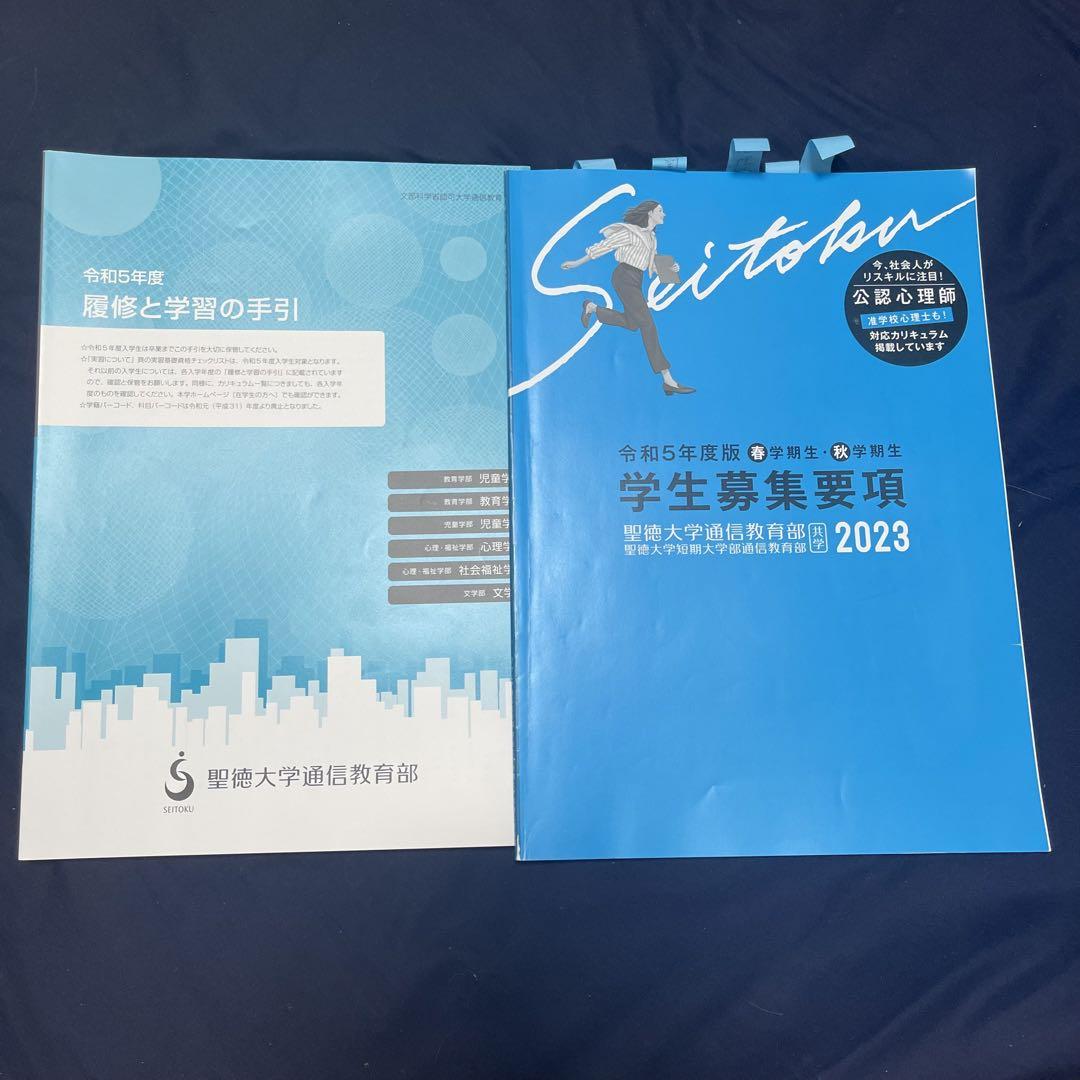 文部科学省認可大学通信教育
令和5年度
履修と学習の手引
☆令和5年度入学生は卒業までこの手引を大切に保管してください。
☆「実習について」頁の実習基礎資格チェックリストは、令和5年度入学生対象となります。
それ以前の入学生については、各入学年度の「履修と学習の手引」に記載されています
ので、確認と保管をお願いします。同様に、カリキュラム一覧につきましても、各入学年
度のものを確認してください。本学ホームページ［在学生の方へ］でも確認ができます。
☆学籍バーコード、科目バーコードは令和元（平成31）年度より廃止となりました。
教育学部 児童学
教育学部 教育学
児童学部 児童学
心理・福祉学部 心理学
心理・福祉学部 社会福祉学
文学部 文学
SEITOKU
聖徳大学通信教育部
Seitoku
今、社会人が
リスキルに注目！
公認心理師
准学校心理士も！
対応カリキュラム
掲載しています
令和5年度版 春学期生・秋学期生
学生募集要項
聖徳大学通信教育部
聖徳大学短期大学部通信教育部
共学
2023